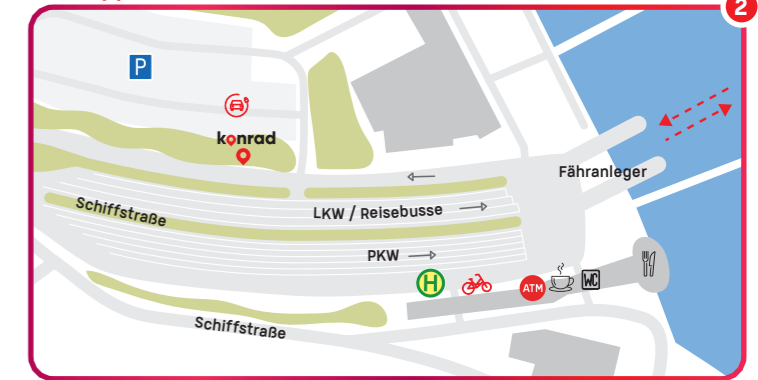 2
P
konrad
Fähranleger
Schiffstraße
LKW / Reisebusse
PKW
H
ATM
WC
Schiffstraße